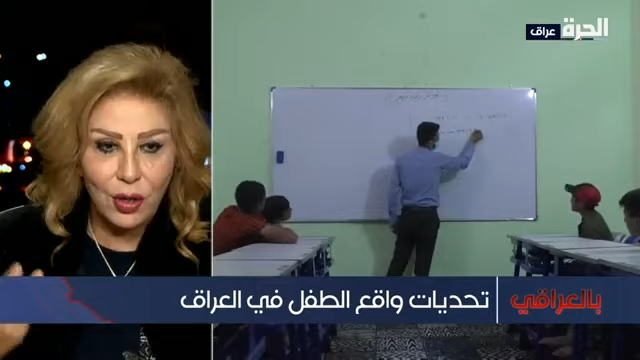 الحرة
عراق
بالعراقي
تحديات واقع الطفل في العراق